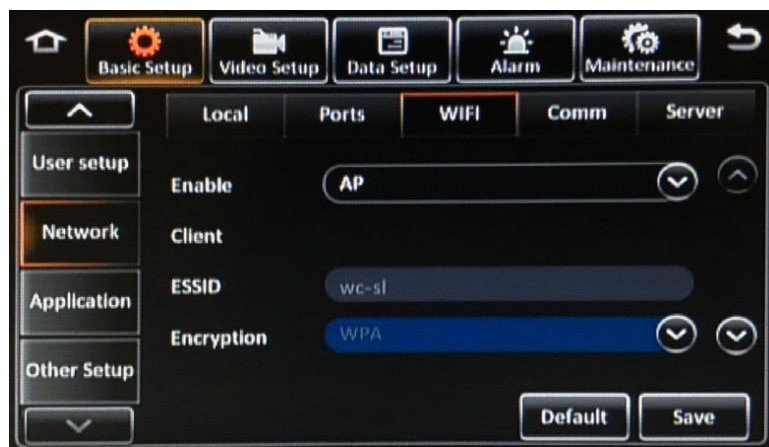 Basic Setup Video Setup Data Setup Alarm Maintenance
Local Ports WIFI Comm Server
User setup
Enable AP
Network
Client
ESSID wc-sl
Application
Encryption WPA
Other Setup
Default Save